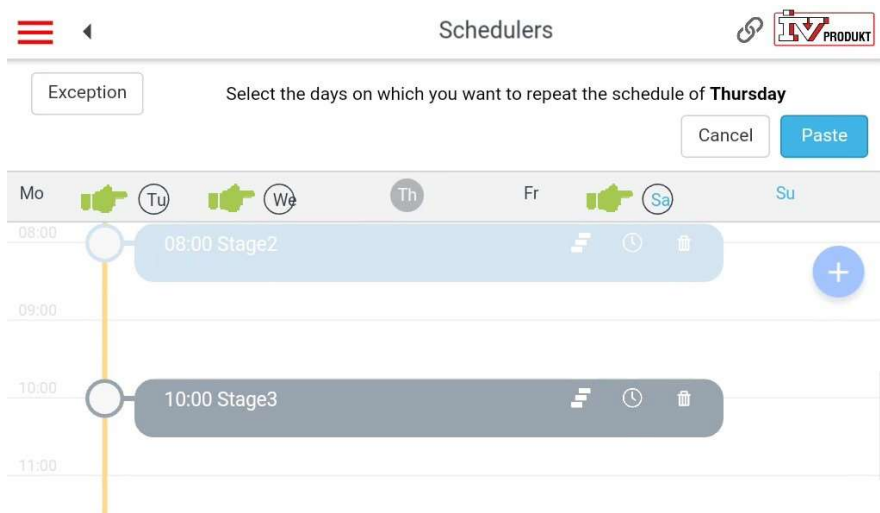 Schedulers
IV PRODUKT
Exception
Select the days on which you want to repeat the schedule of Thursday
Cancel Paste
Mo Tu We Th Fr Sa Su
08:00 08:00 Stage2
09:00
10:00 10:00 Stage3
11:00